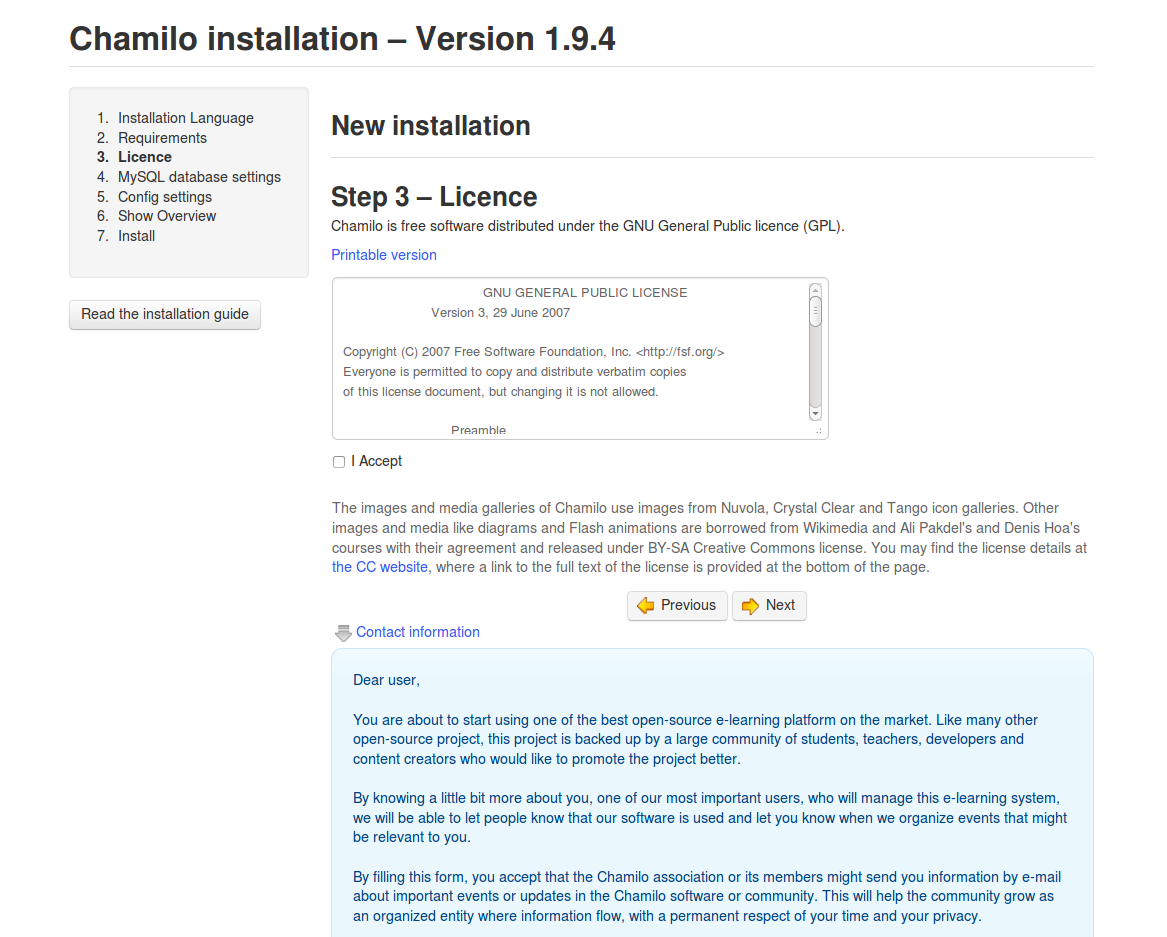 Chamilo installation – Version 1.9.4
1. Installation Language
2. Requirements
3. Licence
4. MySQL database settings
5. Config settings
6. Show Overview
7. Install
Read the installation guide
New installation
Step 3 – Licence
Chamilo is free software distributed under the GNU General Public licence (GPL).
Printable version
GNU GENERAL PUBLIC LICENSE
Version 3, 29 June 2007
Copyright (C) 2007 Free Software Foundation, Inc. <http://fsf.org/>
Everyone is permitted to copy and distribute verbatim copies
of this license document, but changing it is not allowed.
Preamble
I Accept
The images and media galleries of Chamilo use images from Nuvola, Crystal Clear and Tango icon galleries. Other
images and media like diagrams and Flash animations are borrowed from Wikimedia and Ali Pakdel's and Denis Hoa's
courses with their agreement and released under BY-SA Creative Commons license. You may find the license details at
the CC website, where a link to the full text of the license is provided at the bottom of the page.
Previous Next
Contact information
Dear user,
You are about to start using one of the best open-source e-learning platform on the market. Like many other
open-source project, this project is backed up by a large community of students, teachers, developers and
content creators who would like to promote the project better.
By knowing a little bit more about you, one of our most important users, who will manage this e-learning system,
we will be able to let people know that our software is used and let you know when we organize events that might
be relevant to you.
By filling this form, you accept that the Chamilo association or its members might send you information by e-mail
about important events or updates in the Chamilo software or community. This will help the community grow as
an organized entity where information flow, with a permanent respect of your time and your privacy.